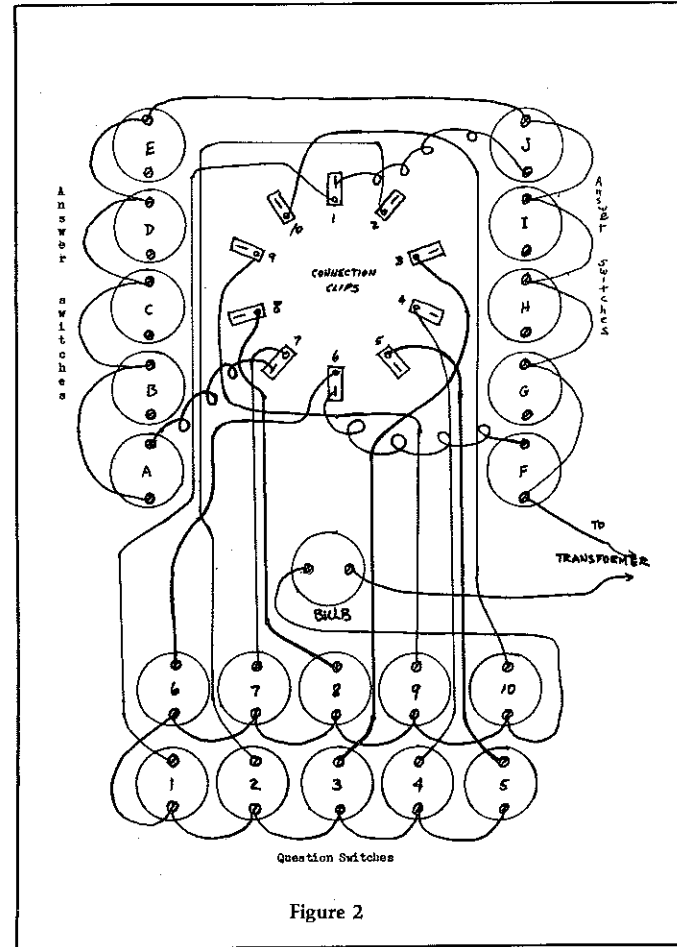 E
J
D
I
C
H
B
G
A
F
Answer switches
Answer switches
1
2
3
4
5
6
7
8
9
10
CONNECTION
CLIPS
TO
TRANSFORMER
BULB
6
7
8
9
10
1
2
3
4
5
Question Switches
Figure 2